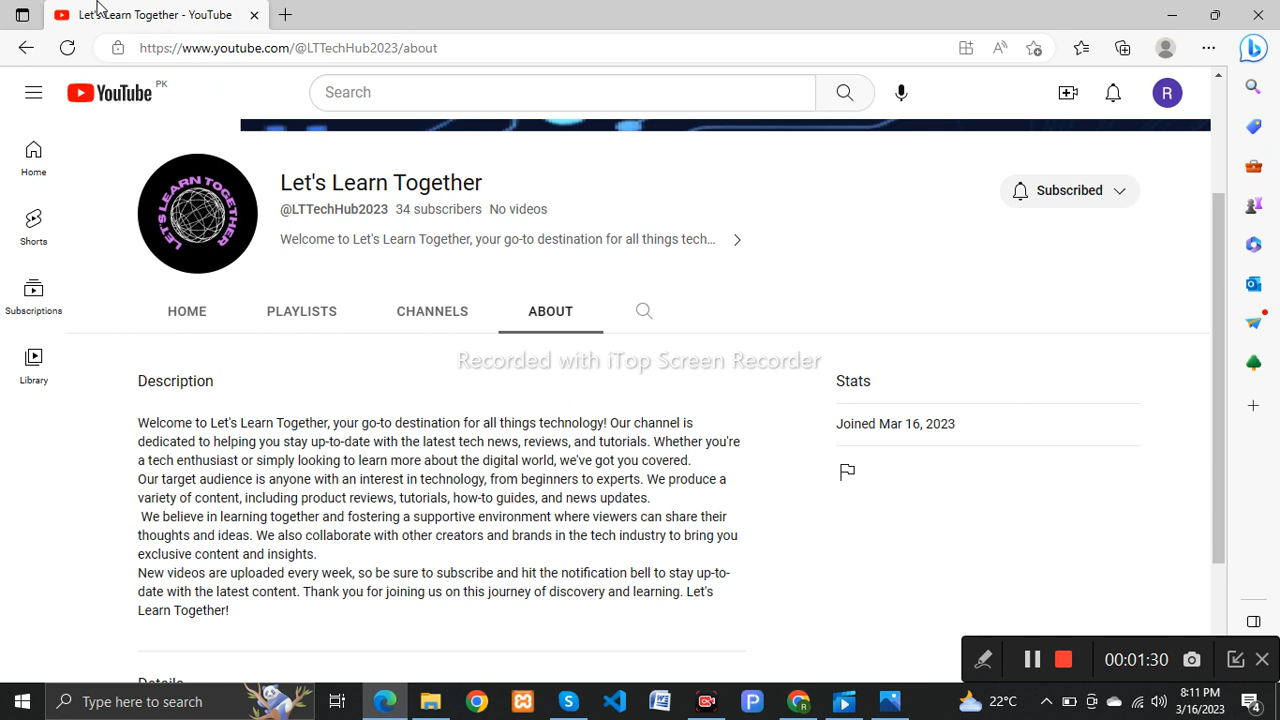 Let's Learn Together - YouTube
https://www.youtube.com/@LTTechHub2023/about
YouTube PK
Search
R
Home
Shorts
Subscriptions
Library
LET'S LEARN TOGETHER
Let's Learn Together
@LTTechHub2023 34 subscribers No videos
Welcome to Let's Learn Together, your go-to destination for all things tech...
Subscribed
HOME PLAYLISTS CHANNELS ABOUT
Recorded with iTop Screen Recorder
Description
Welcome to Let's Learn Together, your go-to destination for all things technology! Our channel is
dedicated to helping you stay up-to-date with the latest tech news, reviews, and tutorials. Whether you're
a tech enthusiast or simply looking to learn more about the digital world, we've got you covered.
Our target audience is anyone with an interest in technology, from beginners to experts. We produce a
variety of content, including product reviews, tutorials, how-to guides, and news updates.
We believe in learning together and fostering a supportive environment where viewers can share their
thoughts and ideas. We also collaborate with other creators and brands in the tech industry to bring you
exclusive content and insights.
New videos are uploaded every week, so be sure to subscribe and hit the notification bell to stay up-to-
date with the latest content. Thank you for joining us on this journey of discovery and learning. Let's
Learn Together!
Stats
Joined Mar 16, 2023
00:01:30
Type here to search
22°C
8:11 PM
3/16/2023
4